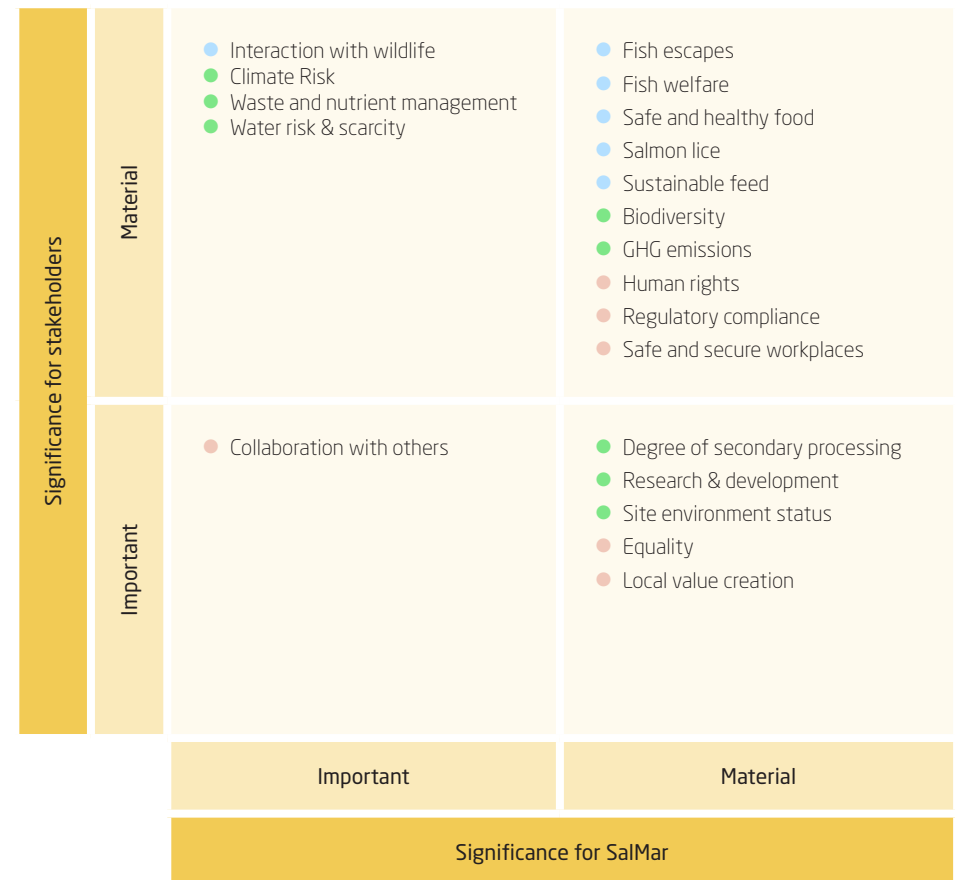 Significance for stakeholders
Material
Interaction with wildlife
Climate Risk
Waste and nutrient management
Water risk & scarcity
Fish escapes
Fish welfare
Safe and healthy food
Salmon lice
Sustainable feed
Biodiversity
GHG emissions
Human rights
Regulatory compliance
Safe and secure workplaces
Important
Collaboration with others
Degree of secondary processing
Research & development
Site environment status
Equality
Local value creation
Important
Material
Significance for SalMar